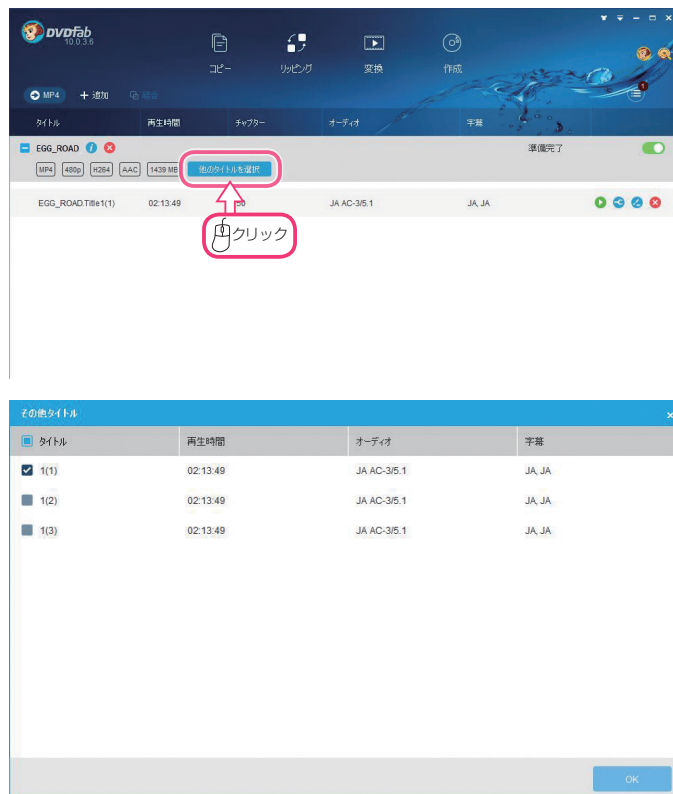 DVDFab
10.0.3.6
コピー リッピング 変換 作成
MP4 追加 結合
1
タイトル 再生時間 チャプター オーディオ 字幕
EGG_ROAD 準備完了
MP4 480p H264 AAC 1439 MB 他のタイトルを選択
EGG_ROAD.Title1(1) 02:13:49 50 JA AC-3/5.1 JA, JA
クリック
その他タイトル
タイトル 再生時間 オーディオ 字幕
1(1) 02:13:49 JA AC-3/5.1 JA, JA
1(2) 02:13:49 JA AC-3/5.1 JA, JA
1(3) 02:13:49 JA AC-3/5.1 JA, JA
OK